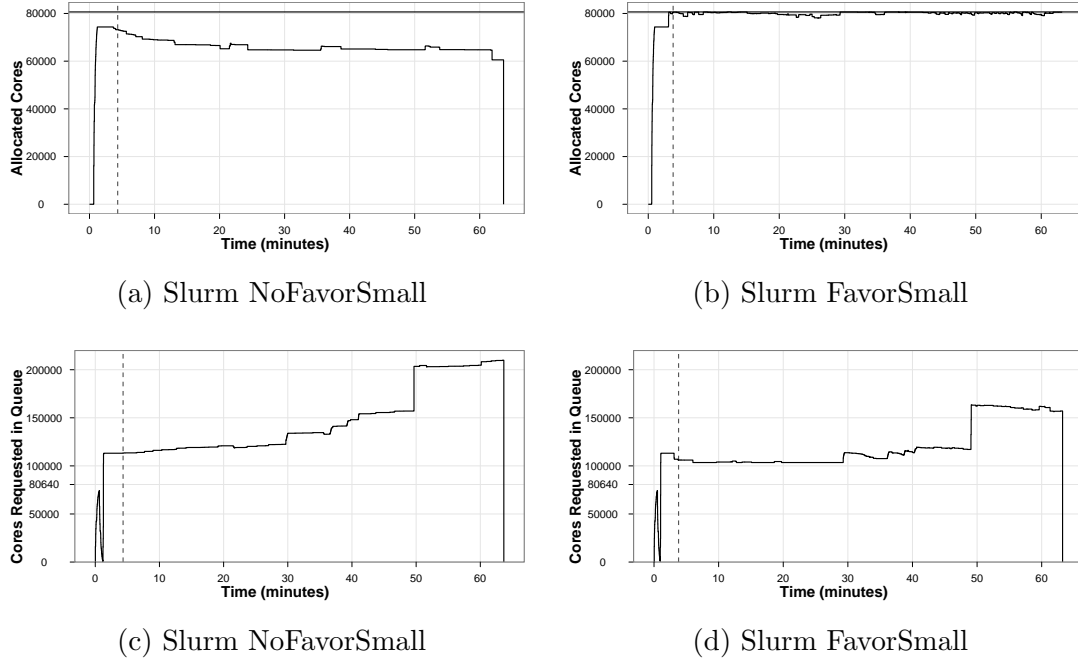 Allocated Cores
80000
60000
40000
20000
0
0 10 20 30 40 50 60
Time (minutes)
(a) Slurm NoFavorSmall
Allocated Cores
80000
60000
40000
20000
0
0 10 20 30 40 50 60
Time (minutes)
(b) Slurm FavorSmall
Cores Requested in Queue
200000
150000
100000
80640
50000
0
0 10 20 30 40 50 60
Time (minutes)
(c) Slurm NoFavorSmall
Cores Requested in Queue
200000
150000
100000
80640
50000
0
0 10 20 30 40 50 60
Time (minutes)
(d) Slurm FavorSmall